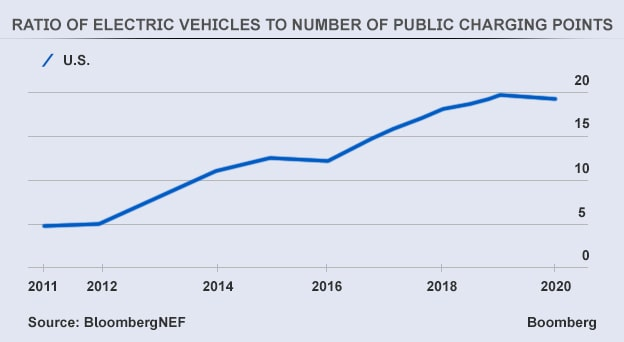 RATIO OF ELECTRIC VEHICLES TO NUMBER OF PUBLIC CHARGING POINTS
U.S.
20
15
10
5
0
2011 2012 2014 2016 2018 2020
Source: BloombergNEF Boomberg